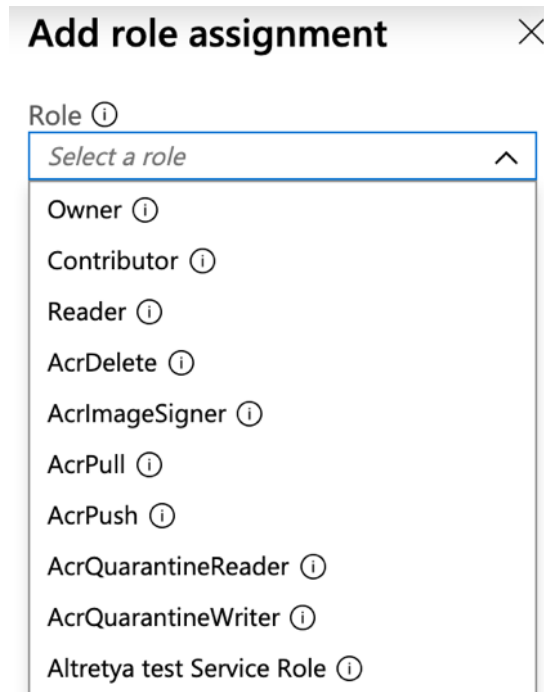 Add role assignment
Role
Select a role
Owner
Contributor
Reader
AcrDelete
AcrImageSigner
AcrPull
AcrPush
AcrQuarantineReader
AcrQuarantineWriter
Altretya test Service Role